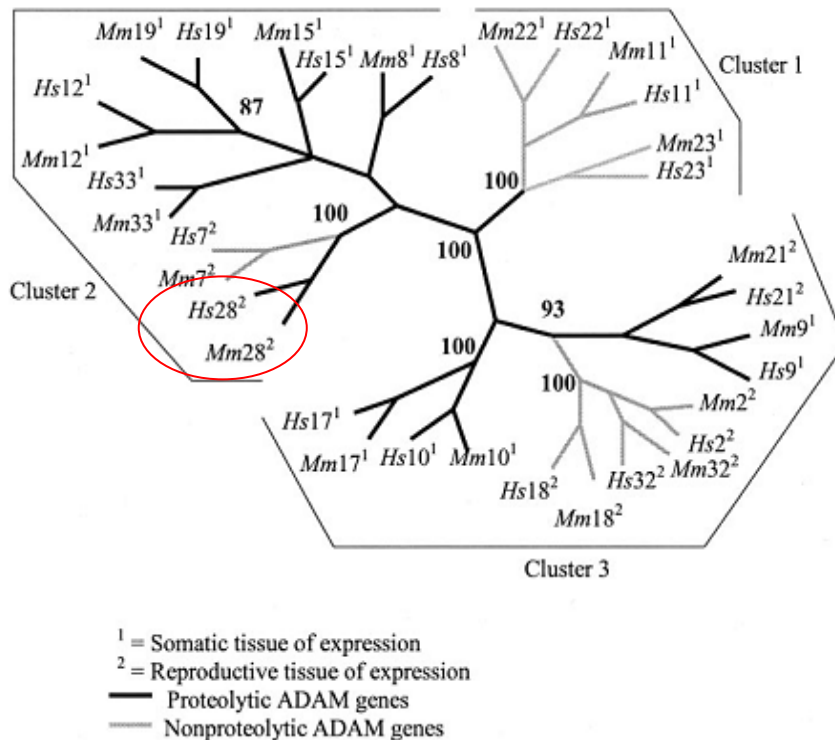 Mm19¹
Hs19¹
Mm15¹
Hs15¹
Mm8¹
Hs8¹
Mm22¹
Hs22¹
Mm11¹
Hs11¹
Cluster 1
Hs12¹
87
Mm12¹
Mm23¹
Hs23¹
100
Hs33¹
Mm33¹
100
Hs7²
Mm7²
100
Cluster 2
Hs28²
Mm28²
Mm21²
Hs21²
93
Mm9¹
Hs9¹
100
100
Mm2²
Hs2²
Hs17¹
Mm17¹
Hs10¹
Mm10¹
Hs18²
Mm18²
Hs32²
Mm32²
Cluster 3
¹ = Somatic tissue of expression
² = Reproductive tissue of expression
Proteolytic ADAM genes
Nonproteolytic ADAM genes